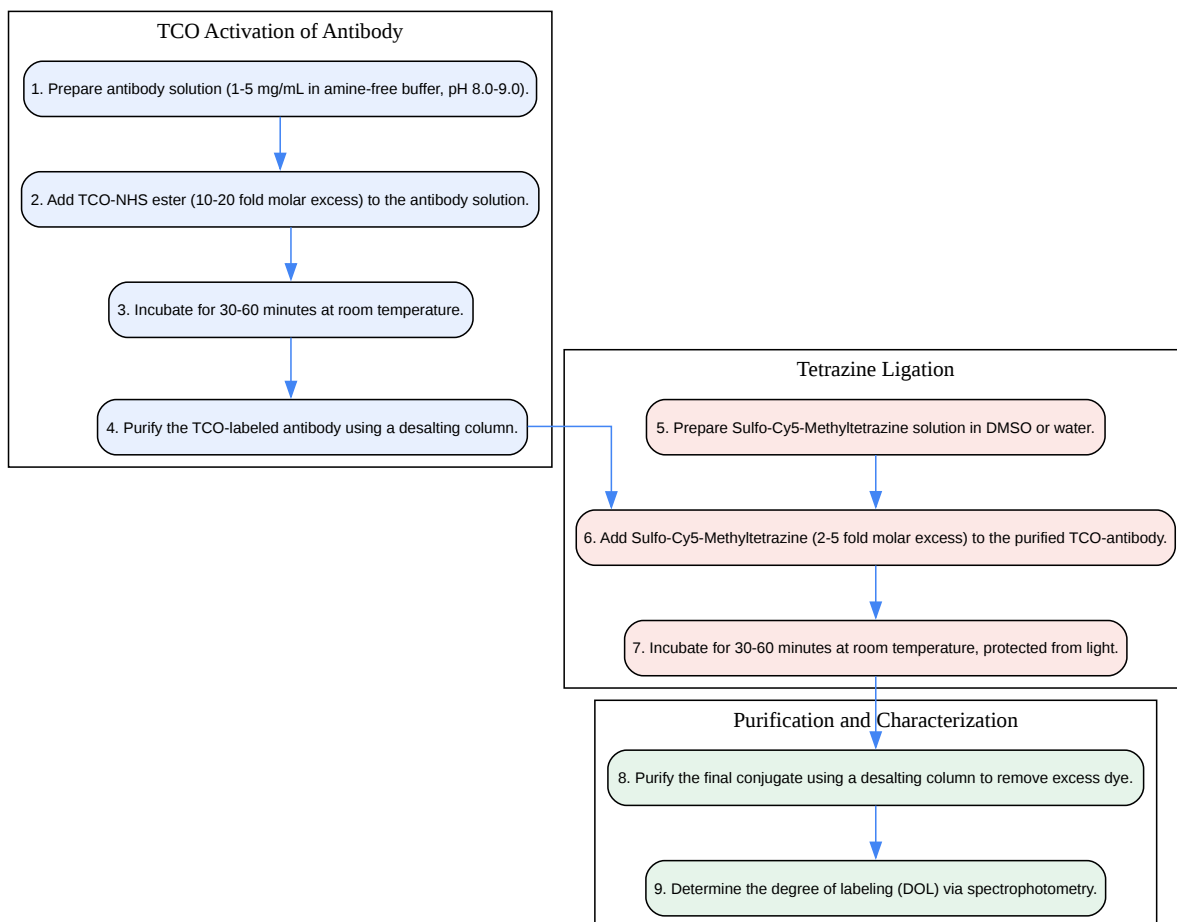 TCO Activation of Antibody
1. Prepare antibody solution (1-5 mg/mL in amine-free buffer, pH 8.0-9.0).
2. Add TCO-NHS ester (10-20 fold molar excess) to the antibody solution.
3. Incubate for 30-60 minutes at room temperature.
4. Purify the TCO-labeled antibody using a desalting column.
Tetrazine Ligation
5. Prepare Sulfo-Cy5-Methyltetrazine solution in DMSO or water.
6. Add Sulfo-Cy5-Methyltetrazine (2-5 fold molar excess) to the purified TCO-antibody.
7. Incubate for 30-60 minutes at room temperature, protected from light.
Purification and Characterization
8. Purify the final conjugate using a desalting column to remove excess dye.
9. Determine the degree of labeling (DOL) via spectrophotometry.